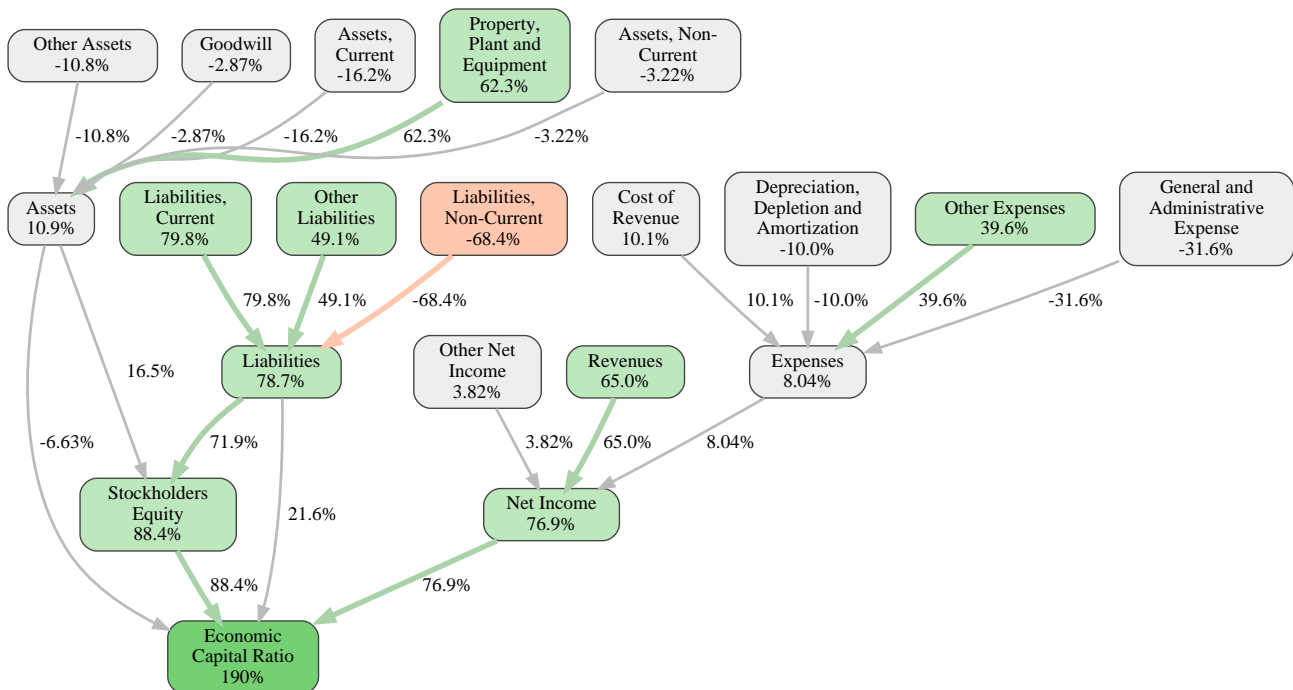 Other Assets
-10.8%
Goodwill
-2.87%
Assets,
Current
-16.2%
Property,
Plant and
Equipment
62.3%
Assets, Non-
Current
-3.22%
-10.8%
-2.87%
-16.2%
62.3%
-3.22%
Assets
10.9%
Liabilities,
Current
79.8%
Other
Liabilities
49.1%
Liabilities,
Non-Current
-68.4%
Cost of
Revenue
10.1%
Depreciation,
Depletion and
Amortization
-10.0%
Other Expenses
39.6%
General and
Administrative
Expense
-31.6%
79.8%
49.1%
-68.4%
10.1%
-10.0%
39.6%
-31.6%
16.5%
Liabilities
78.7%
Other Net
Income
3.82%
Revenues
65.0%
Expenses
8.04%
-6.63%
71.9%
3.82%
65.0%
8.04%
Stockholders
Equity
88.4%
21.6%
Net Income
76.9%
88.4%
76.9%
Economic
Capital Ratio
190%